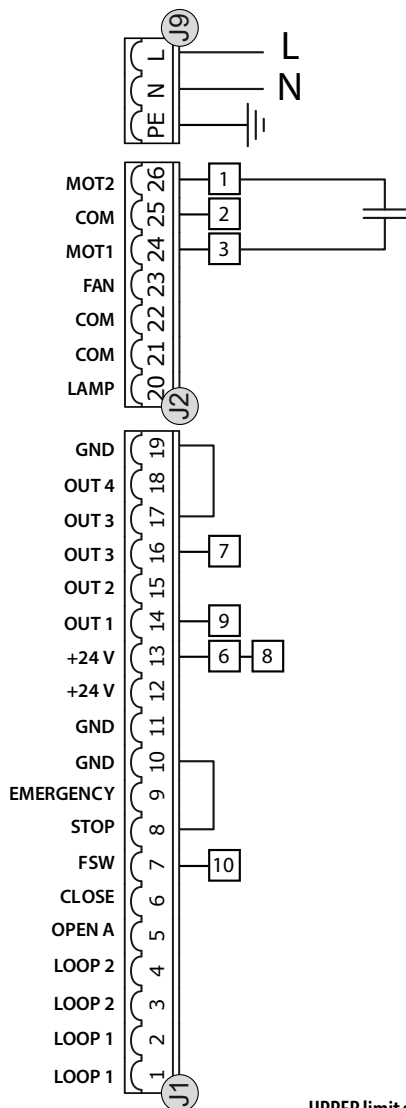 J9
L L
N N
PE
MOT2 26 1
COM 25 2
MOT1 24 3
FAN 23
COM 22
COM 21
LAMP 20
J2
GND 19
OUT 4 18
OUT 3 17
OUT 3 16 7
OUT 2 15
OUT 1 14 9
+24 V 13 6 8
+24 V 12
GND 11
GND 10
EMERGENCY 9
STOP 8
FSW 7 10
CLOSE 6
OPEN A 5
LOOP 2 4
LOOP 2 3
LOOP 1 2
LOOP 1 1
J1
UPPER limit